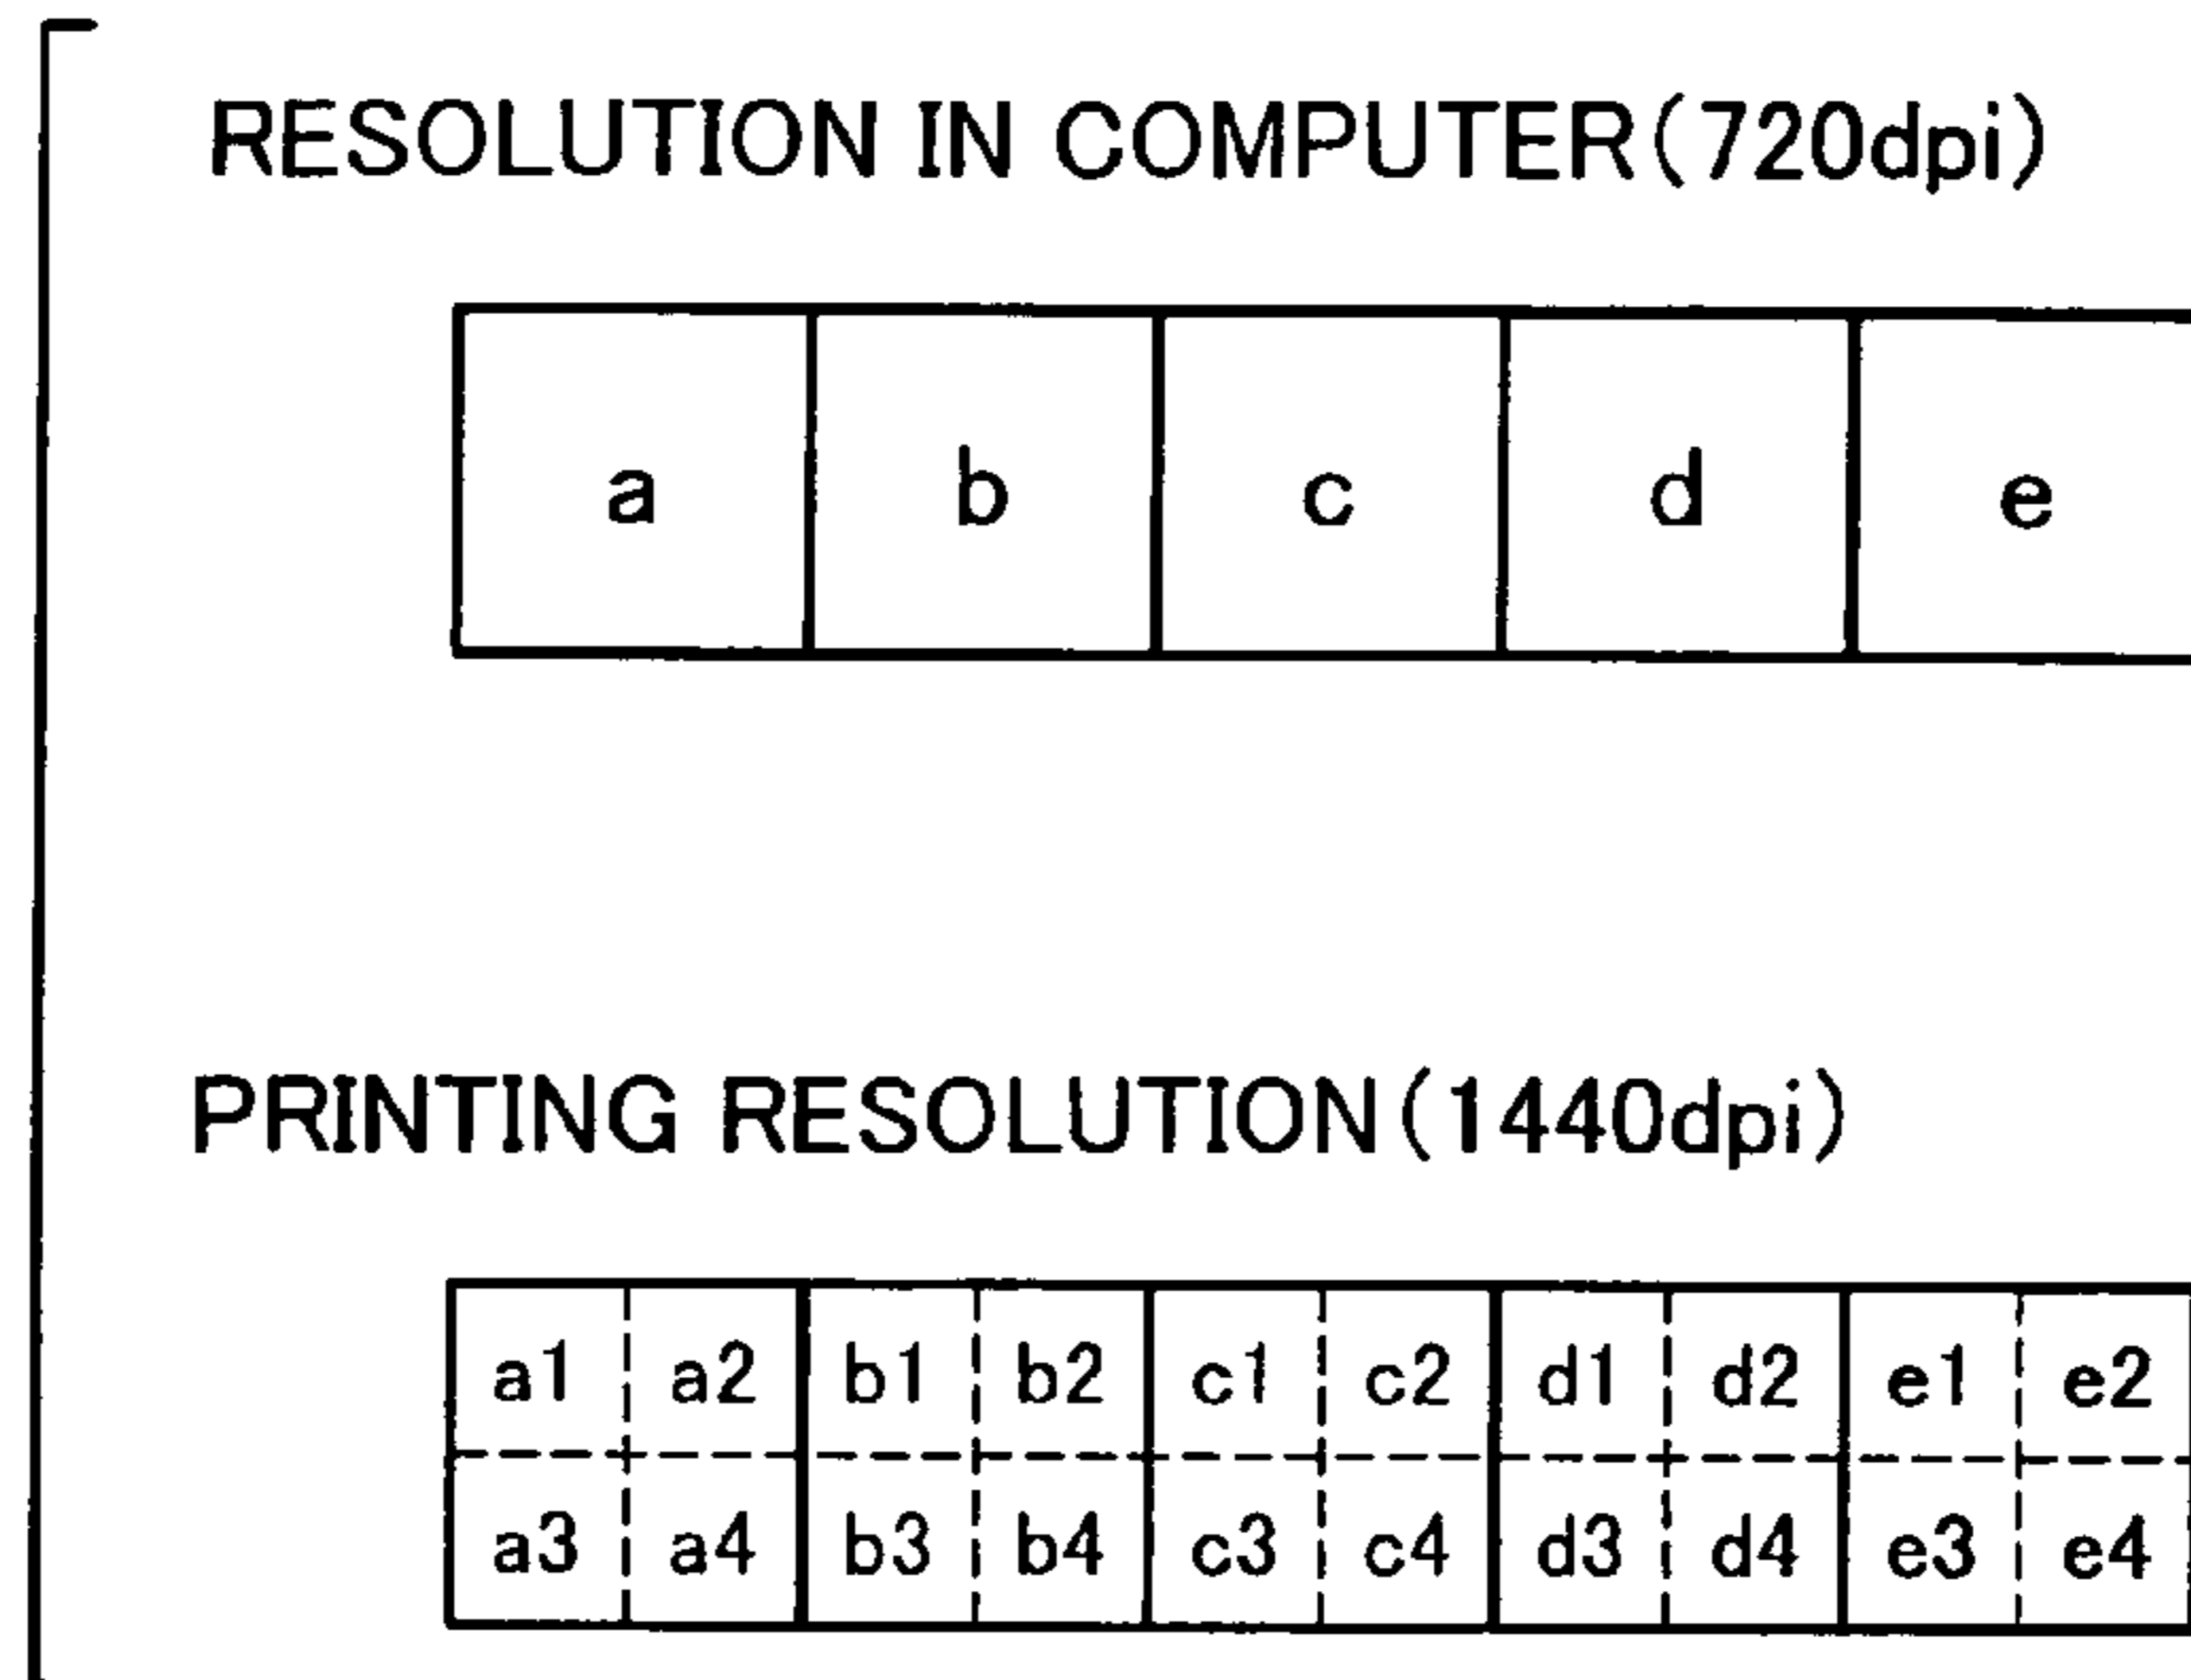 RESOLUTION IN COMPUTER(720dpi)
a b c d e
PRINTING RESOLUTION(1440dpi)
a1 a2 b1 b2 c1 c2 d1 d2 e1 e2
a3 a4 b3 b4 c3 c4 d3 d4 e3 e4